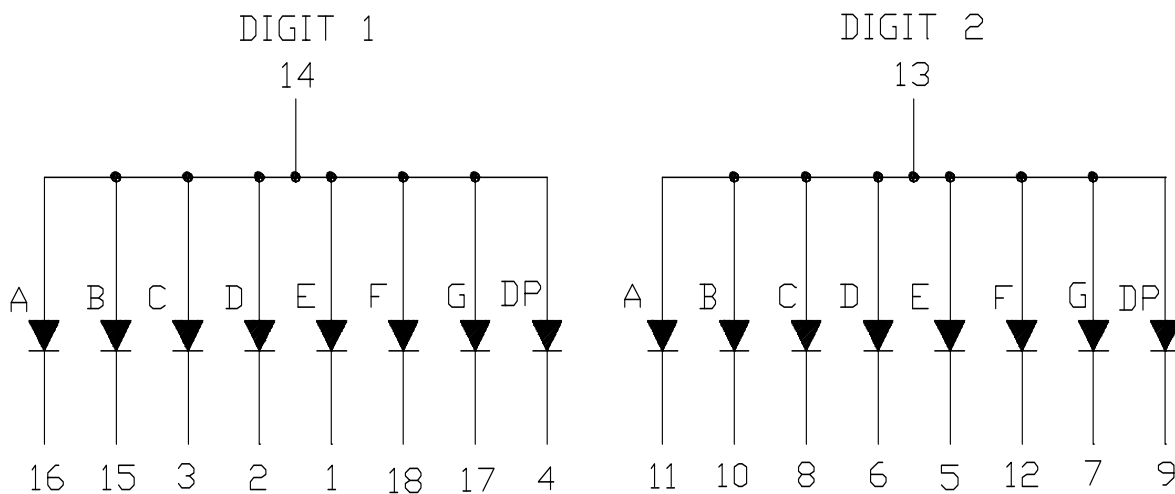 DIGIT 1 DIGIT 2
14 13
A B C D E F G DP A B C D E F G DP
16 15 3 2 1 18 17 4 11 10 8 6 5 12 7 9